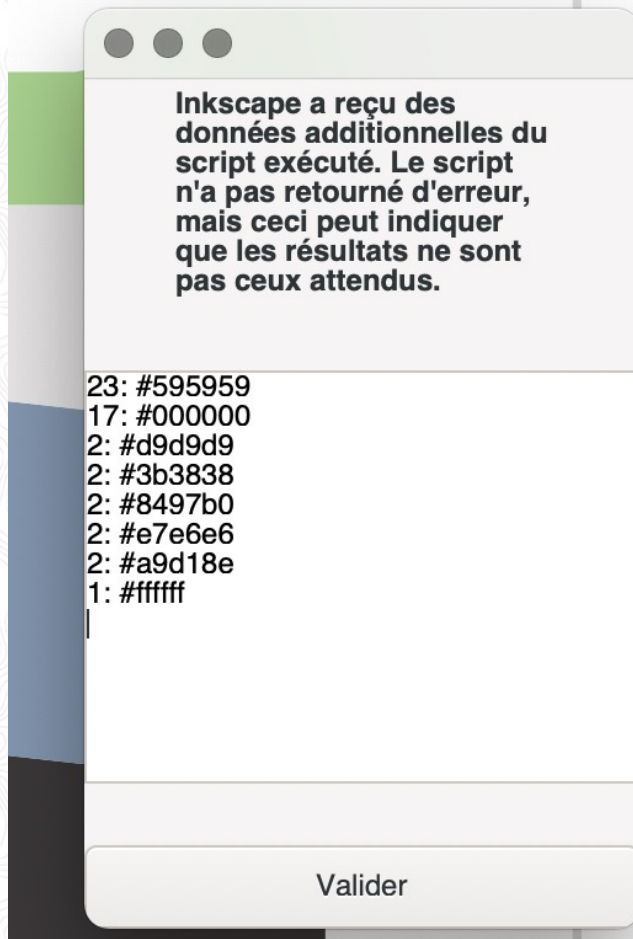 Inkscape a reçu des
données additionnelles du
script exécuté. Le script
n'a pas retourné d'erreur,
mais ceci peut indiquer
que les résultats ne sont
pas ceux attendus.
23: #595959
17: #000000
2: #d9d9d9
2: #3b3838
2: #8497b0
2: #e7e6e6
2: #a9d18e
1: #ffffff
Valider